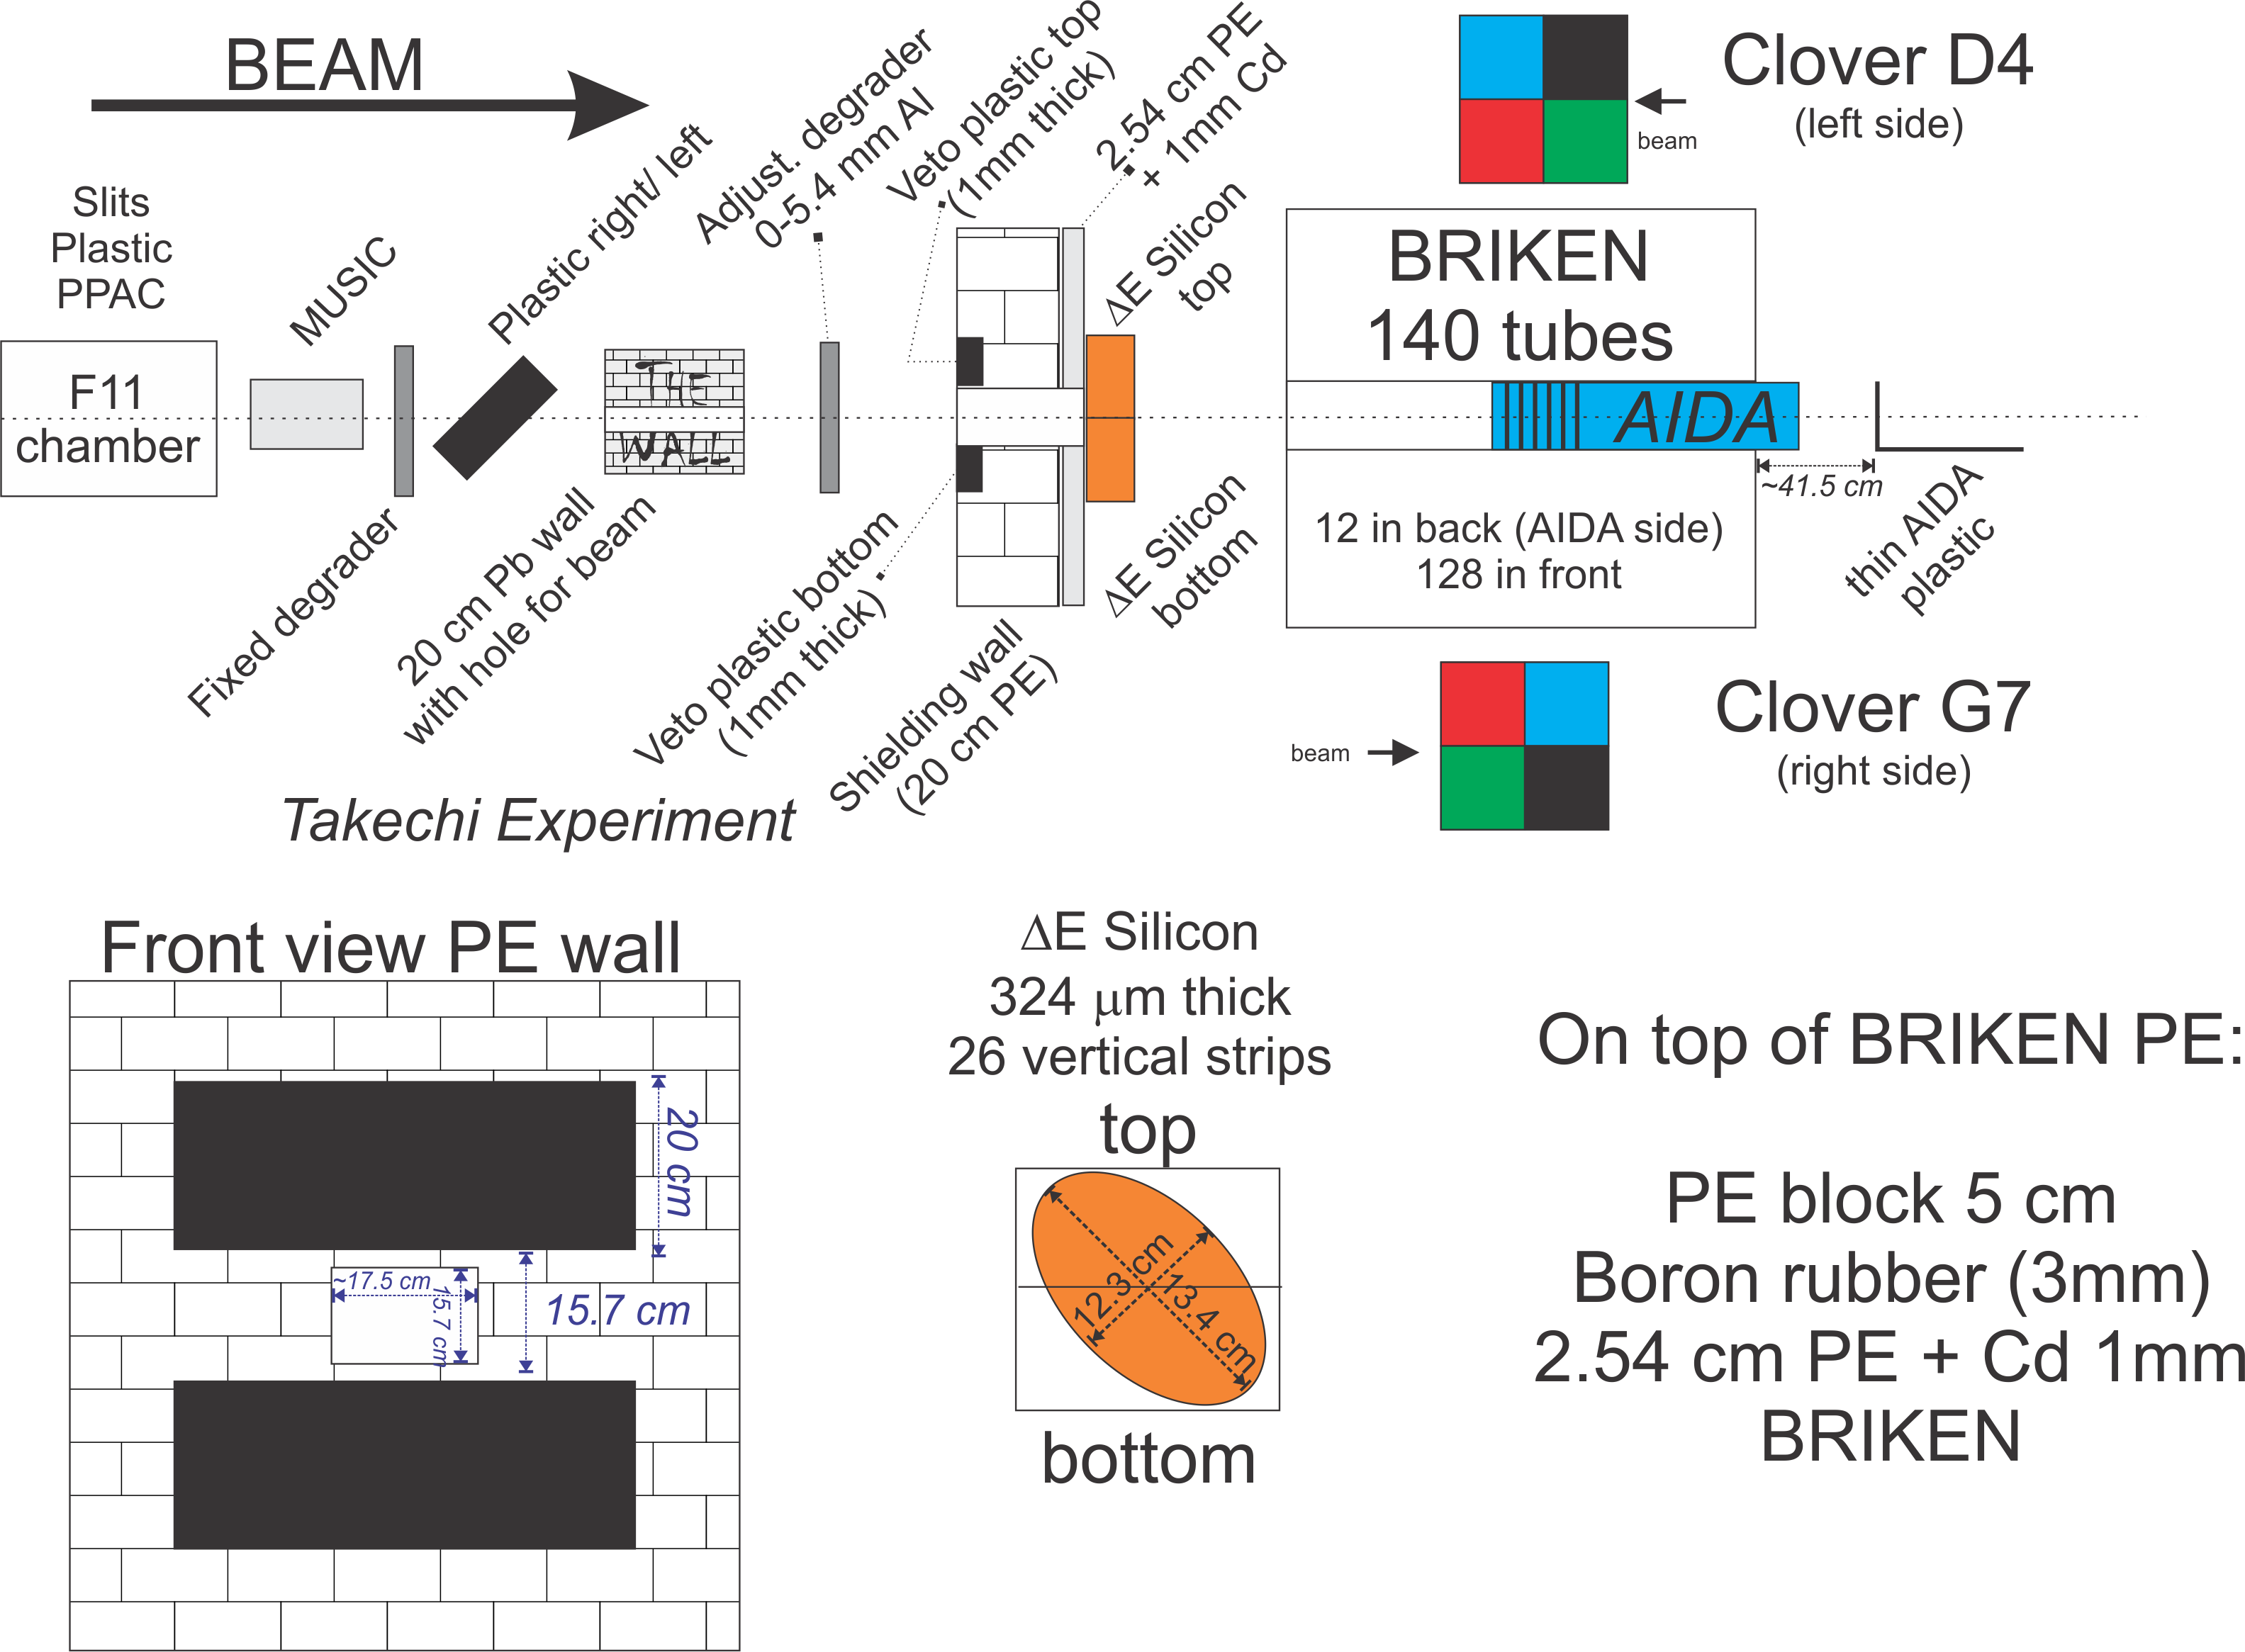 BEAM
Slits
Plastic
PPAC
F11
chamber
MUSIC
Fixed degrader
Plastic right/ left
THE
WALL
20 cm Pb wall
with hole for beam
Adjust. degrader
0-5.4 mm Al
Veto plastic top
(1mm thick)
Veto plastic bottom
(1mm thick)
Shielding wall
(20 cm PE)
2.54 cm PE
+ 1mm Cd
ΔE Silicon
top
ΔE Silicon
bottom
Clover D4
(left side)
beam
BRIKEN
140 tubes
AIDA
12 in back (AIDA side)
128 in front
~41.5 cm
thin AIDA
plastic
Clover G7
(right side)
beam
Takechi Experiment
Front view PE wall
20 cm
~17.5 cm
15.7 cm
15.7 cm
ΔE Silicon
324 μm thick
26 vertical strips
top
12.3 cm
13.4 cm
bottom
On top of BRIKEN PE:
PE block 5 cm
Boron rubber (3mm)
2.54 cm PE + Cd 1mm
BRIKEN